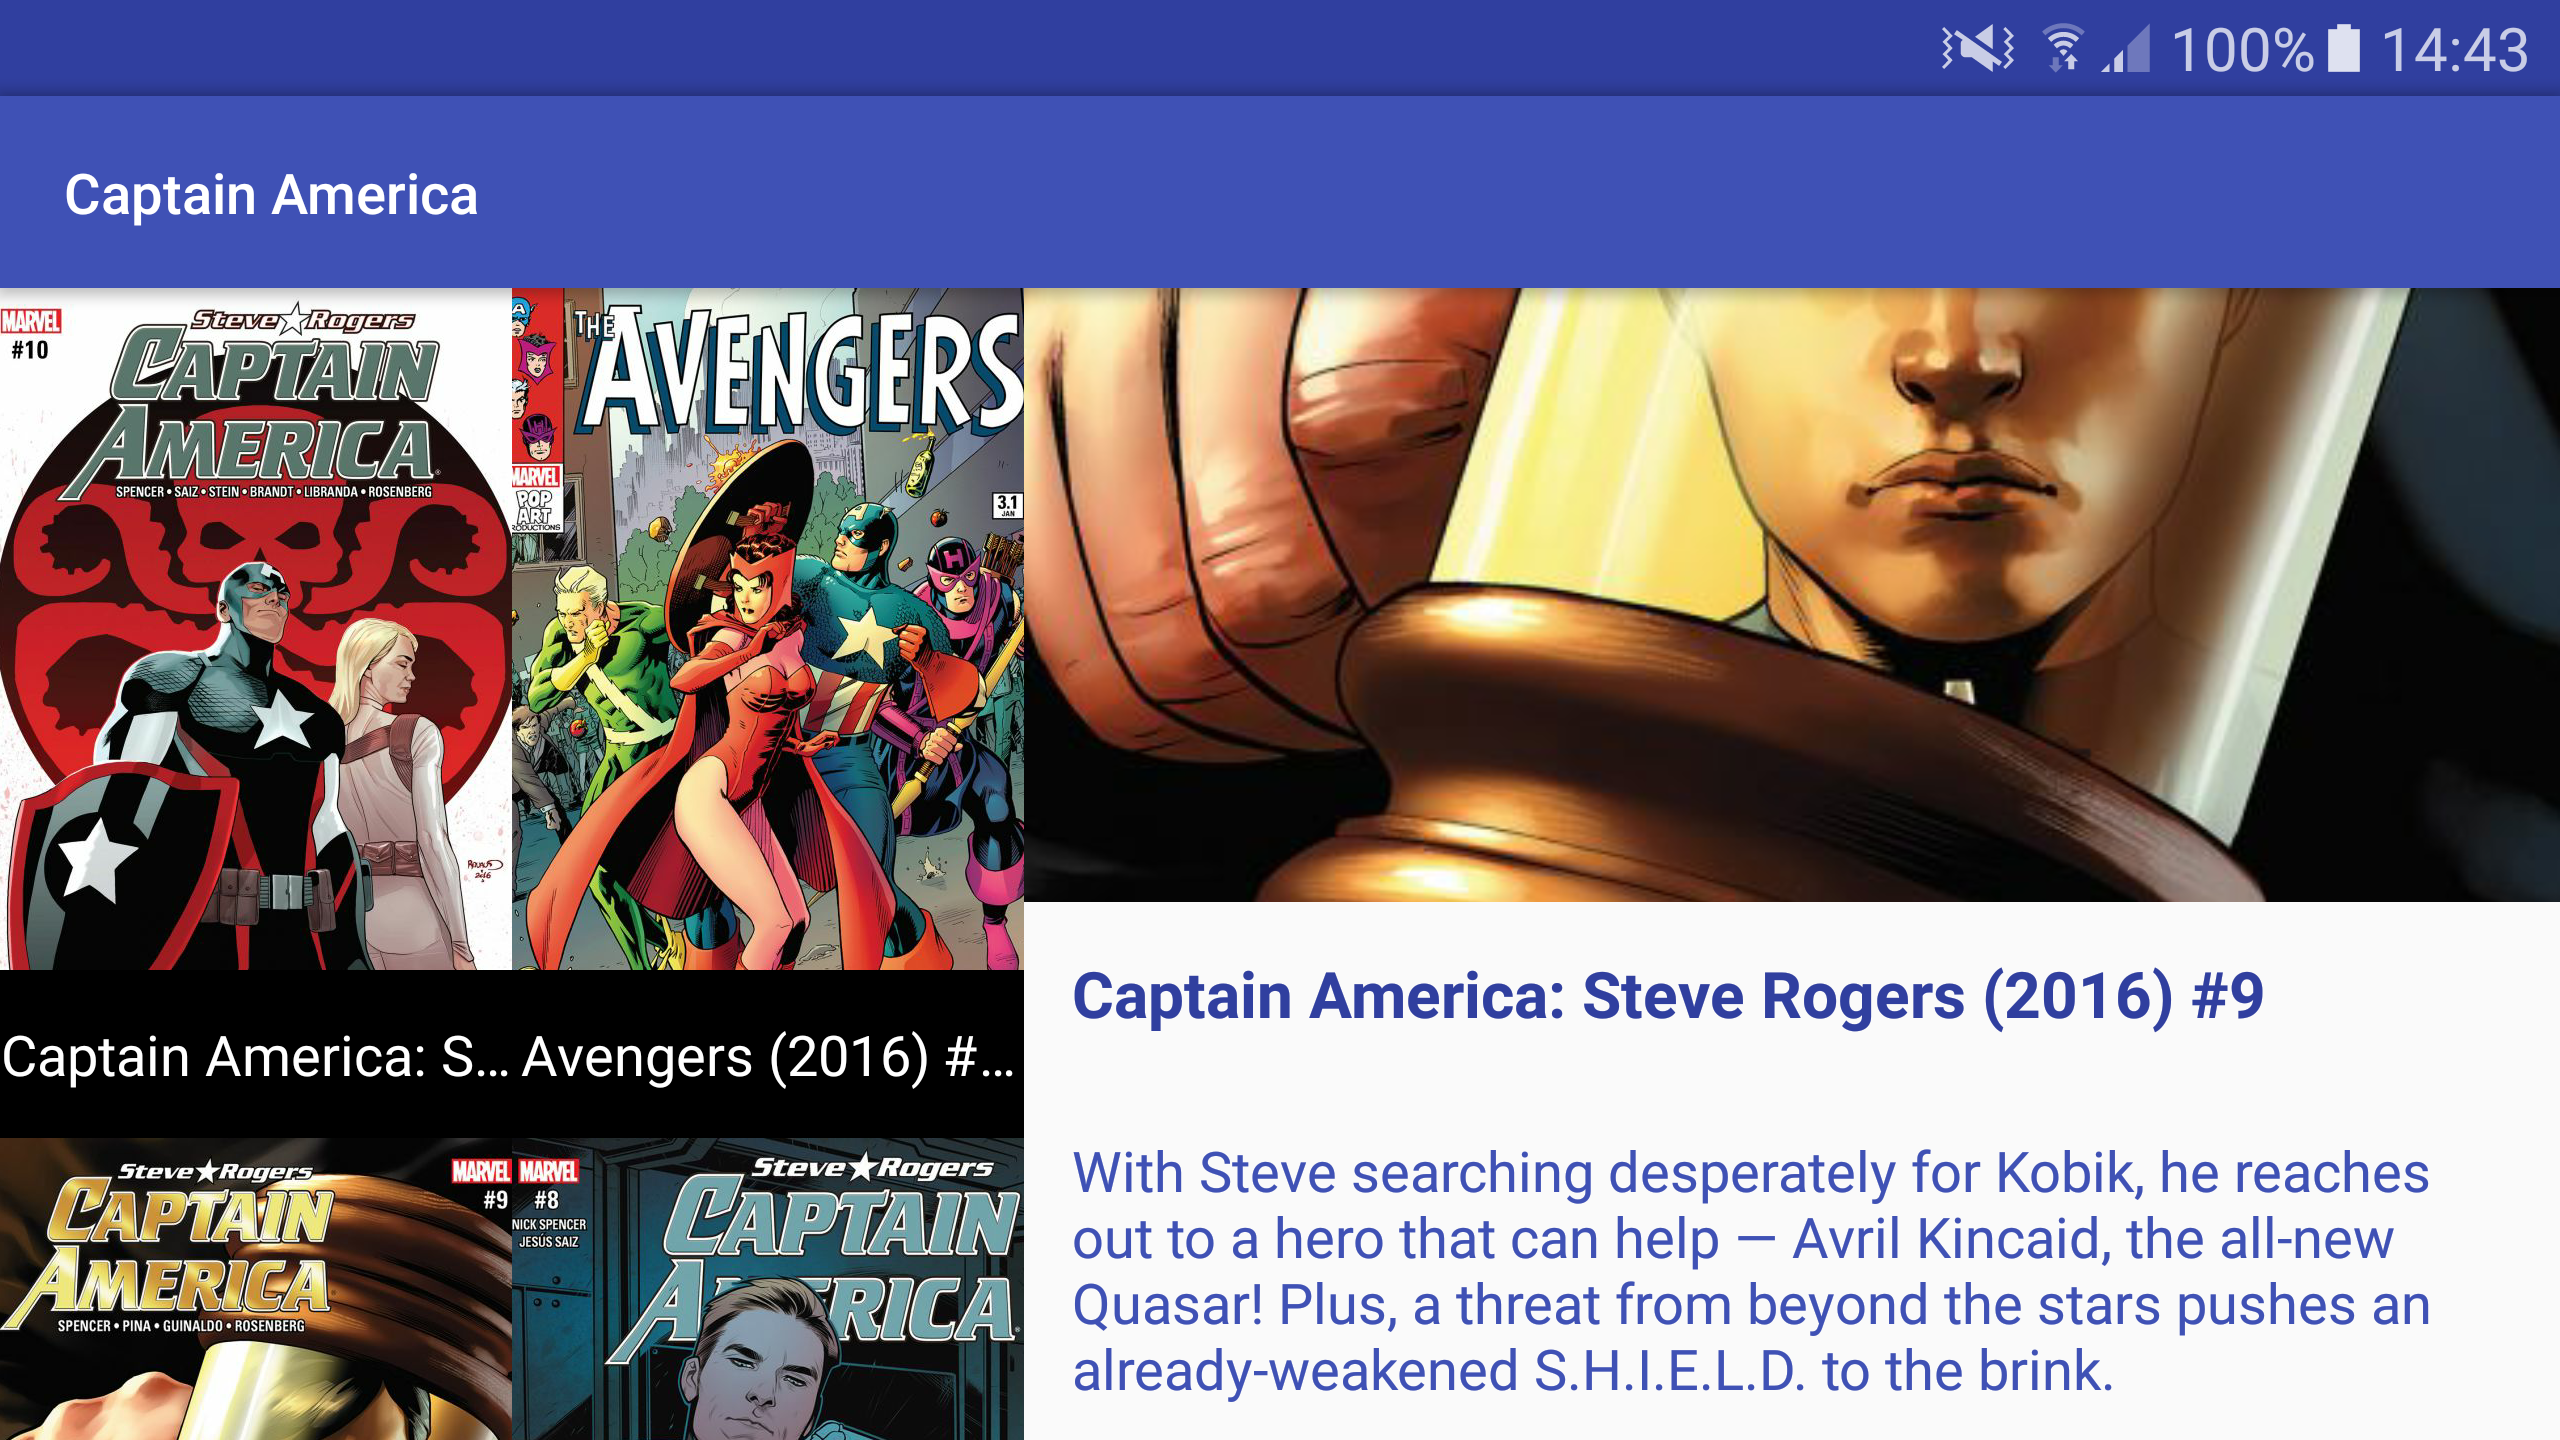 100% 14:43
Captain America
MARVEL
#10
Steve Rogers
CAPTAIN
AMERICA
SPENCER • SAIZ • STEIN • BRANDT • LIBRANDA • ROSENBERG
2016
THE
AVENGERS
MARVEL
POP
ART
RODUCTIONS
3.1
JAN
A
H
Captain America: S...
Avengers (2016) #...
Steve Rogers
CAPTAIN
AMERICA
SPENCER • PINA • GUINALDO • ROSENBERG
MARVEL
#9
MARVEL
#8
NICK SPENCER
JESÚS SAIZ
Steve Rogers
CAPTAIN
AMERICA
Captain America: Steve Rogers (2016) #9
With Steve searching desperately for Kobik, he reaches
out to a hero that can help — Avril Kincaid, the all-new
Quasar! Plus, a threat from beyond the stars pushes an
already-weakened S.H.I.E.L.D. to the brink.